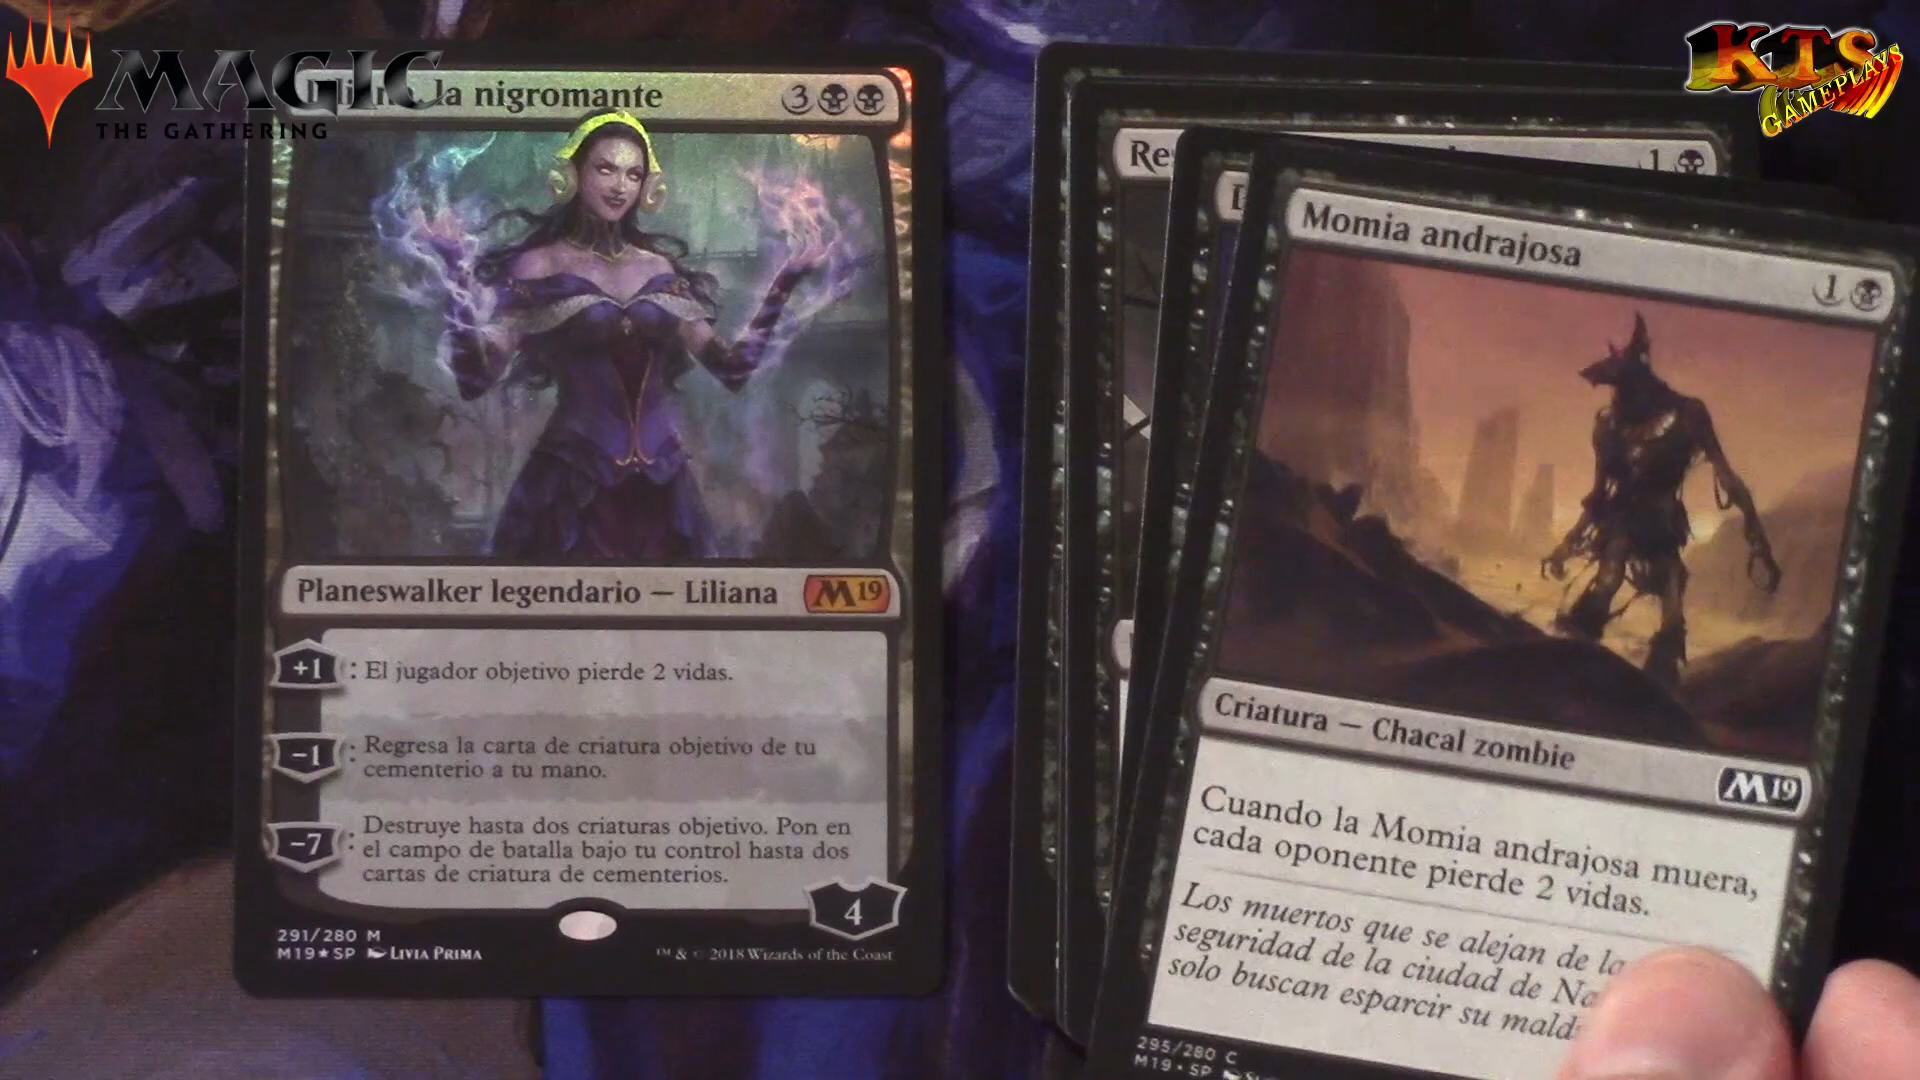 MAGIC
THE GATHERING
KTS
GAMEPLAYS
la nigromante
3
Planeswalker legendario — Liliana
M19
+1 : El jugador objetivo pierde 2 vidas.
−1 : Regresa la carta de criatura objetivo de tu
cementerio a tu mano.
−7 : Destruye hasta dos criaturas objetivo. Pon en
el campo de batalla bajo tu control hasta dos
cartas de criatura de cementerios.
4
291/280 M
M19★SP LIVIA PRIMA
™ & © 2018 Wizards of the Coast
1
Momia andrajosa
1
Criatura — Chacal zombie
M19
Cuando la Momia andrajosa muera,
cada oponente pierde 2 vidas.
Los muertos que se alejan de la
seguridad de la ciudad de
solo buscan esparcir su
295/280 C
M19 • SP